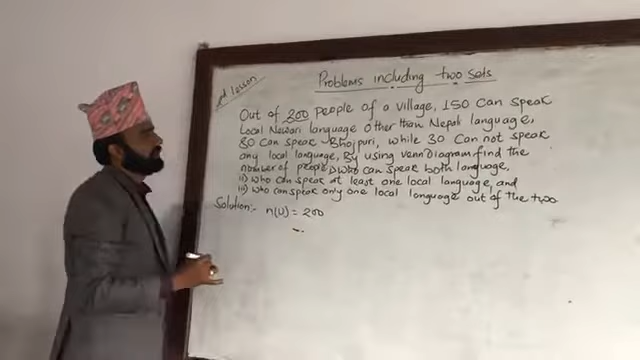 2nd lesson
Problems including two sets
Out of 200 people of a village, 150 can speak
Local Newari language other than Nepali language,
80 can speak Bhojpuri, while 30 can not speak
any local language, By using venn diagram find the
number of people i) who can speak both language,
ii) who can speak at least one local language, and
iii) who can speak only one local language out of the two
Solution:- n(U) = 200